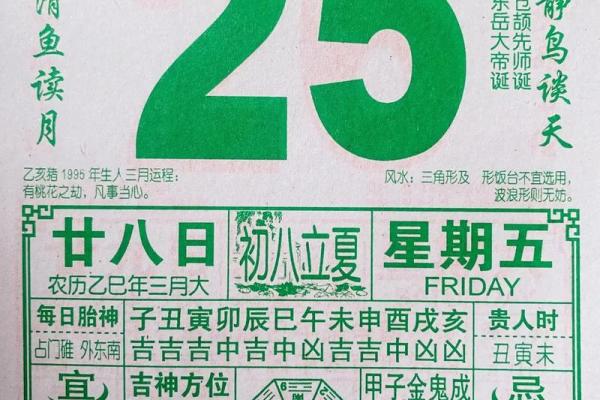 清鱼读月
25
东岳大帝诞
仓颉先师诞
静鸟谈天
乙亥猪1995年生人三月运程:
有桃花之劫，凡事当心。
风水: 三角形及 形饭台不宜选用,
波浪形则无妨。
廿八日
农历乙巳年三月大
初八立夏
星期五
FRIDAY
每日胎神
占门碓 外东南
子丑寅卯辰巳午未申酉戌亥
吉吉吉中吉中凶吉吉中凶凶
贵人时
丑寅未
宜
吉神方位
甲子金鬼成
忌